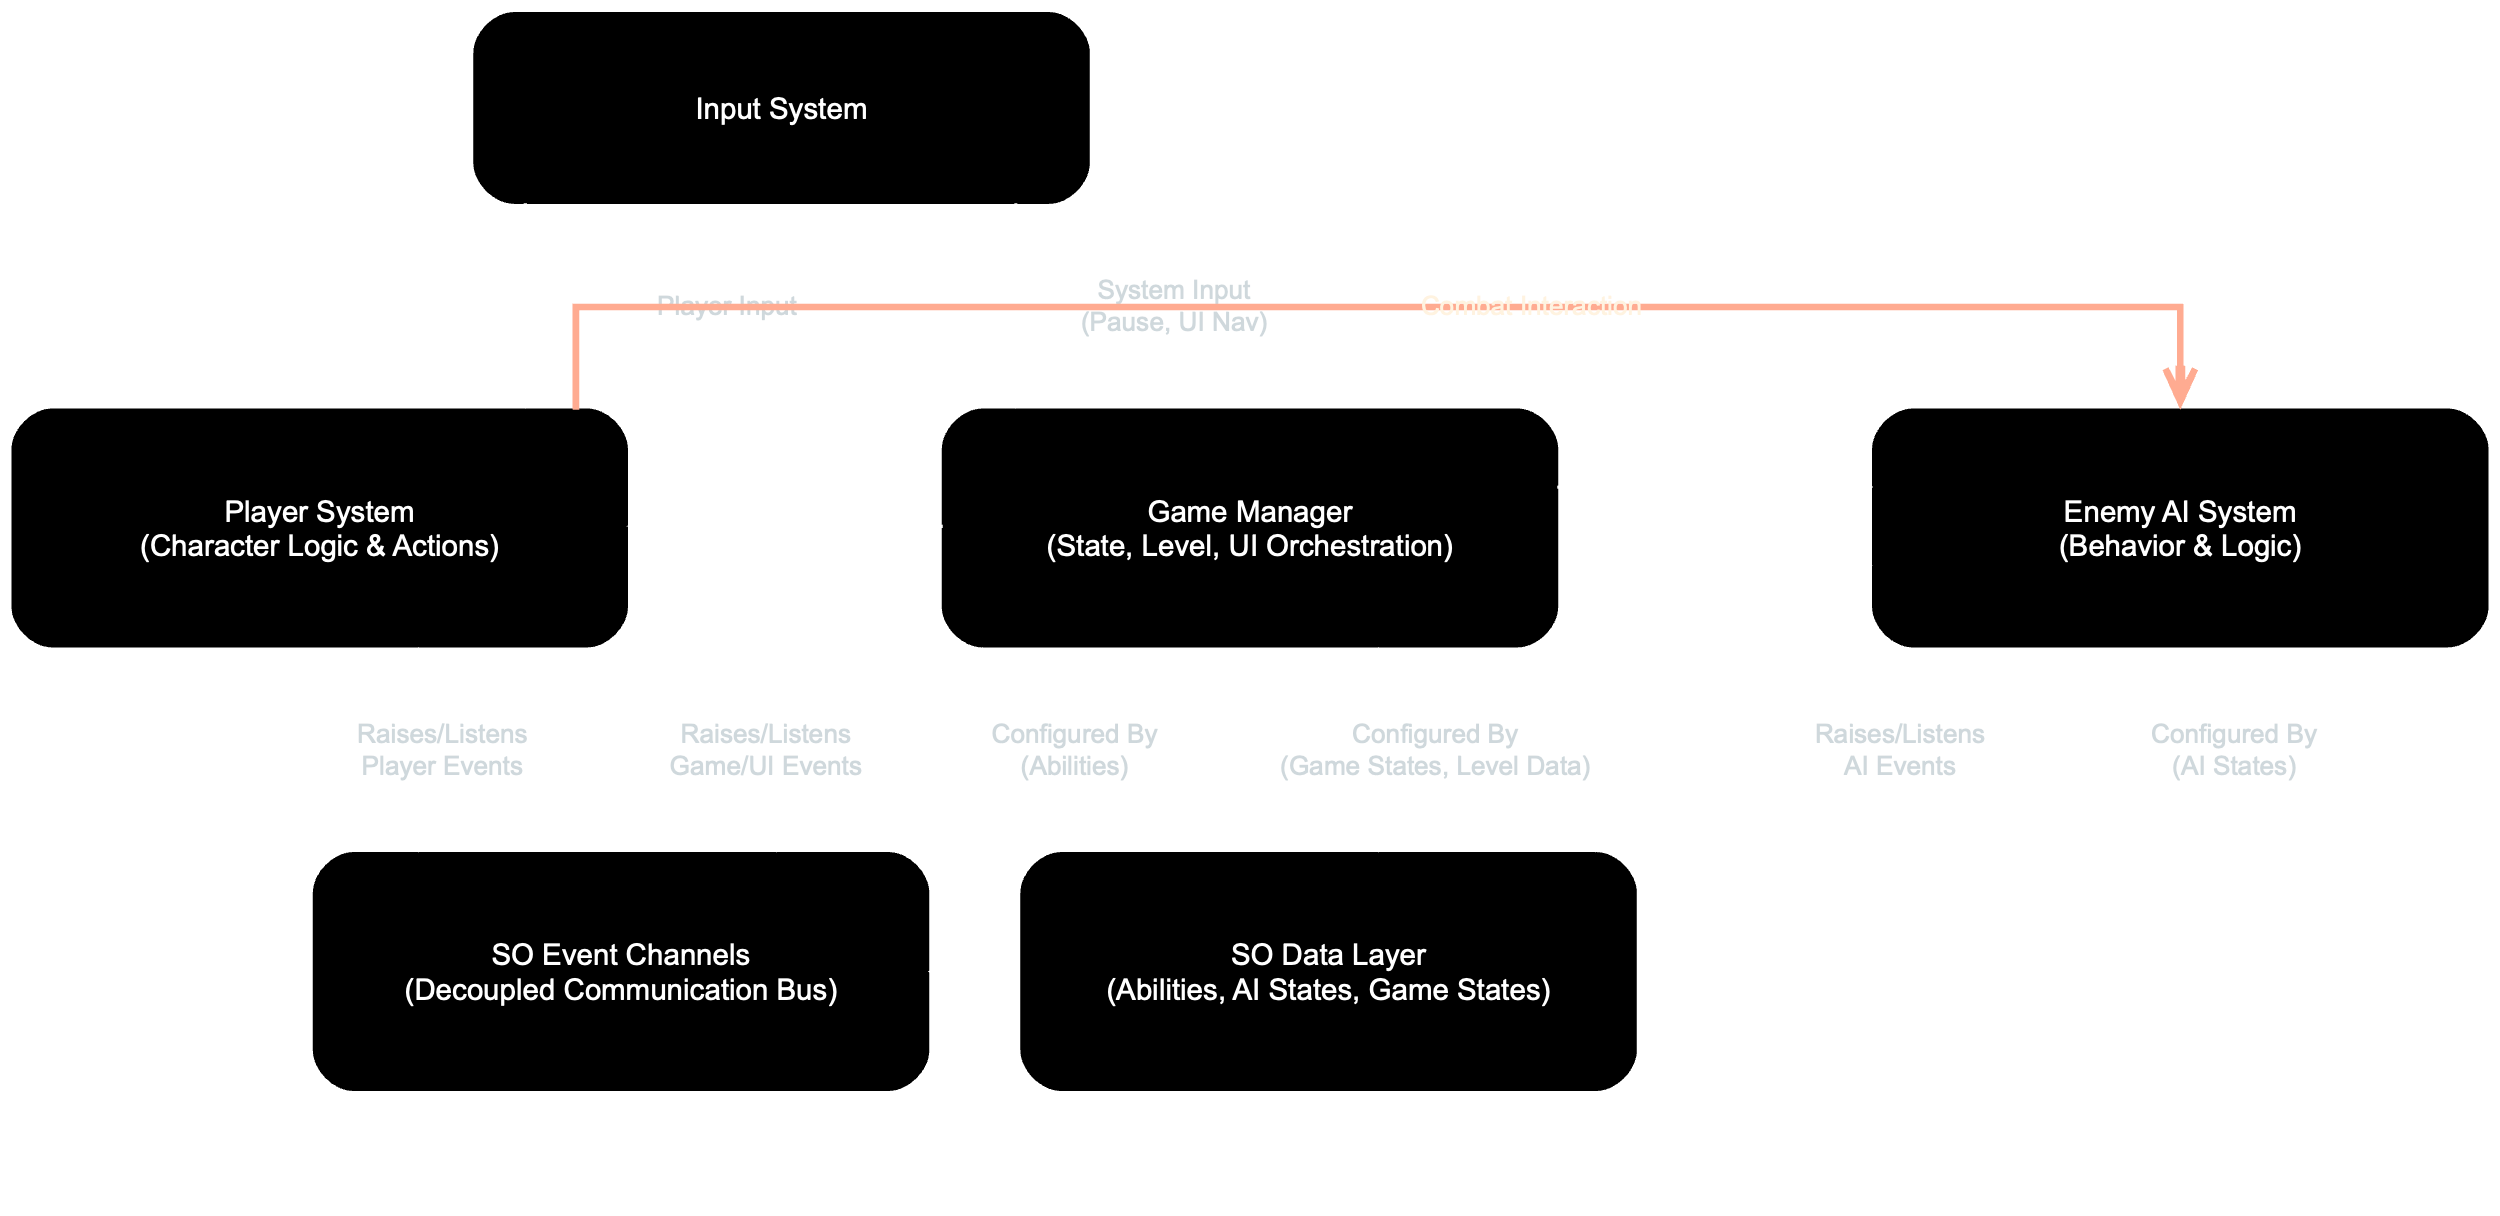 Input System
Player Input
System Input
(Pause, UI Nav)
Combat Interaction
Player System
(Character Logic & Actions)
Game Manager
(State, Level, UI Orchestration)
Enemy AI System
(Behavior & Logic)
Raises/Listens
Player Events
Raises/Listens
Game/UI Events
Configured By
(Abilities)
Configured By
(Game States, Level Data)
Raises/Listens
AI Events
Configured By
(AI States)
SO Event Channels
(Decoupled Communication Bus)
SO Data Layer
(Abilities, AI States, Game States)